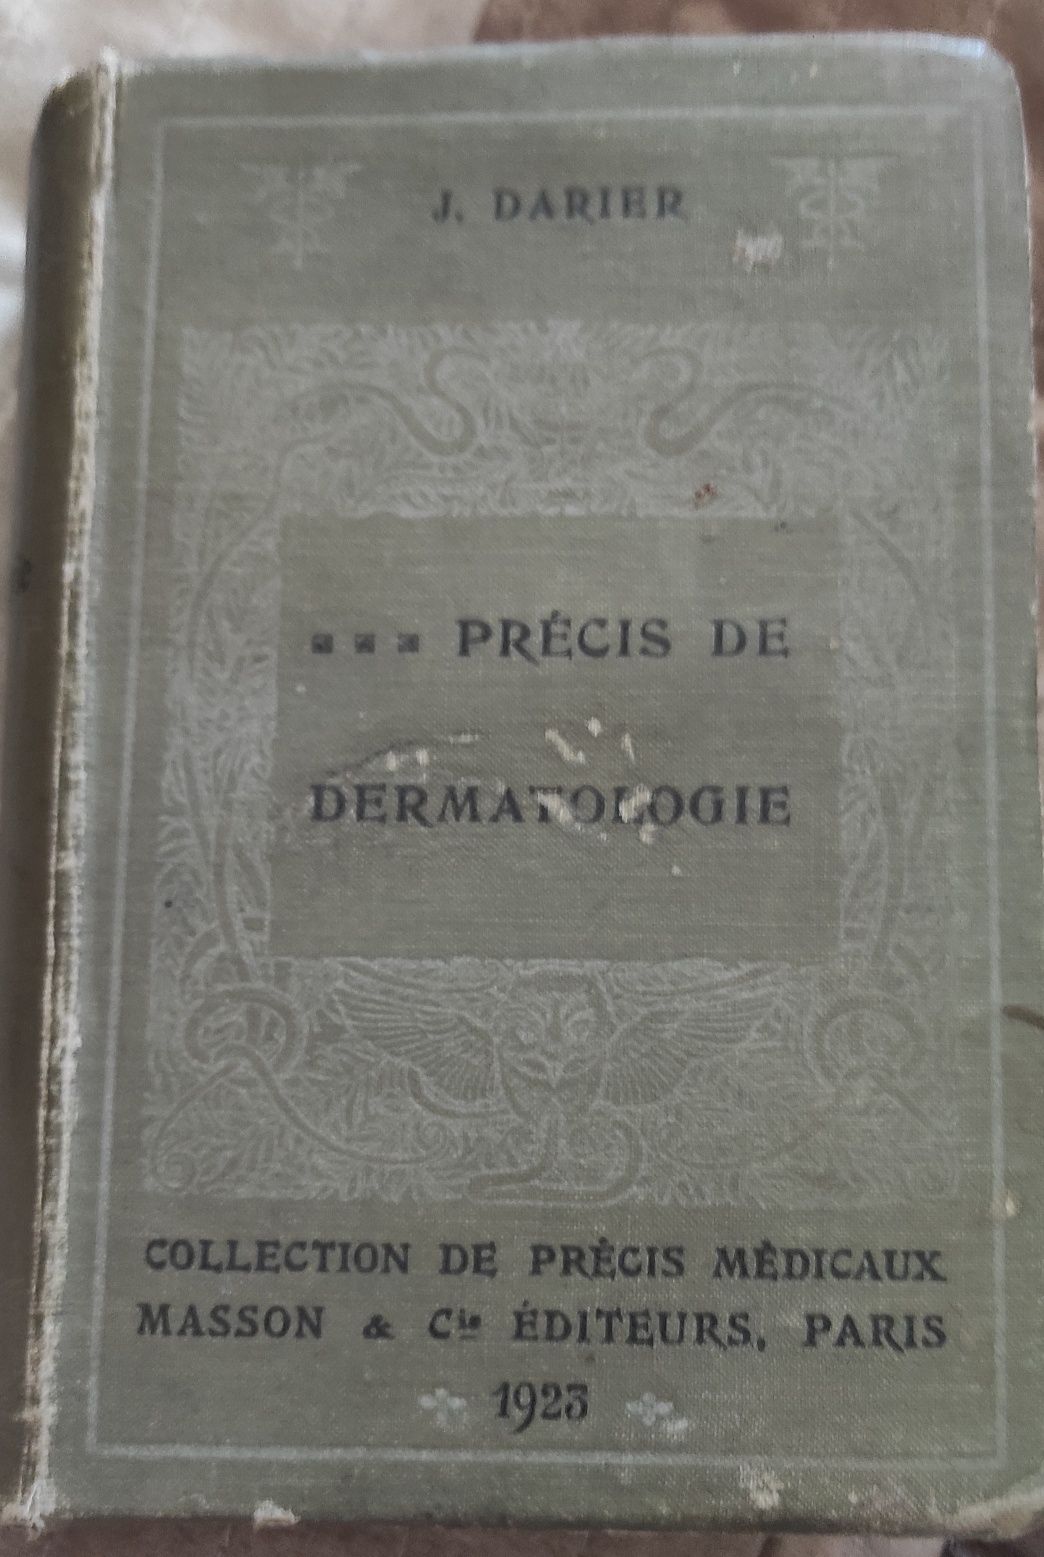 J. DARIER
PRÉCIS DE
DERMATOLOGIE
COLLECTION DE PRÉCIS MÉDICAUX
MASSON & Cie ÉDITEURS, PARIS
1923